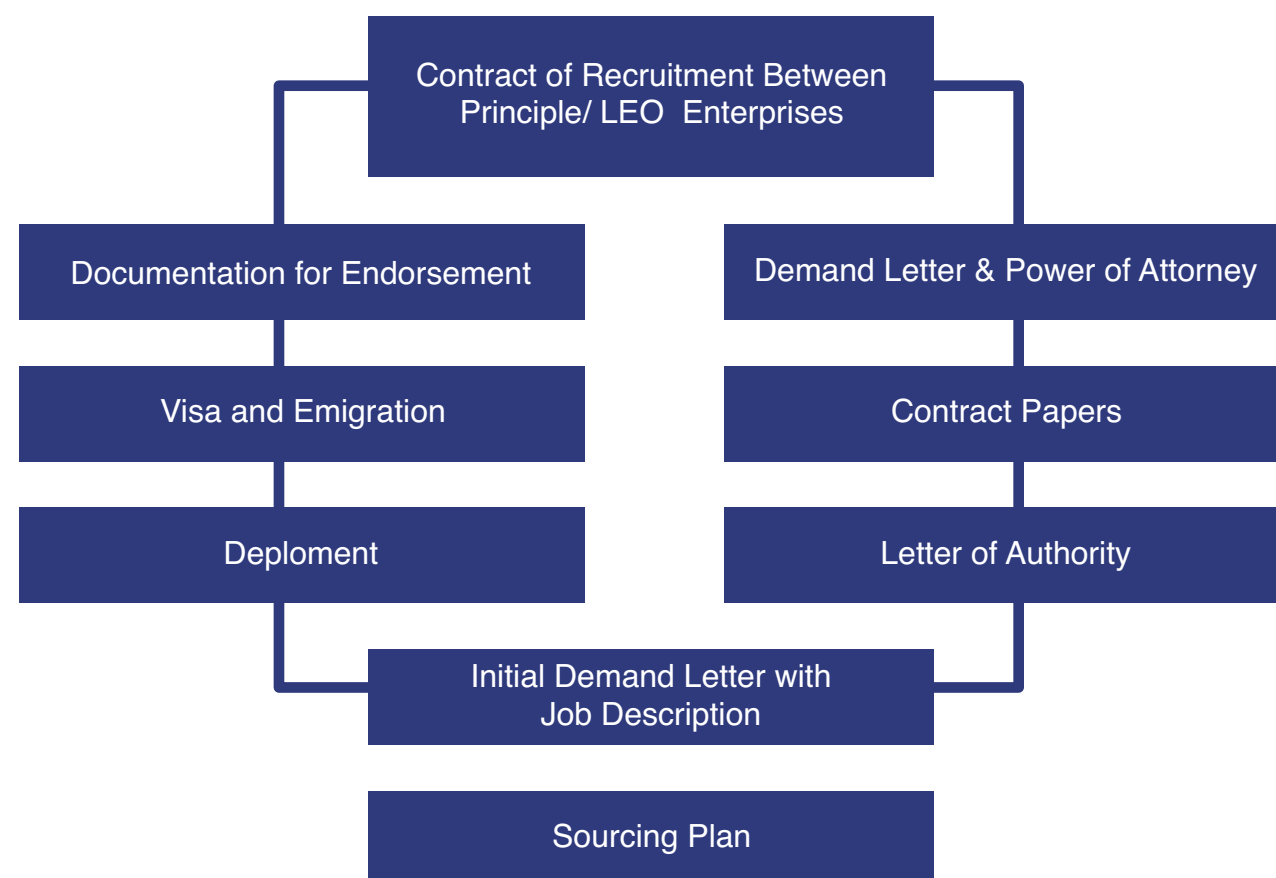 Contract of Recruitment Between
Principle/ LEO  Enterprises
Documentation for Endorsement
Demand Letter & Power of Attorney
Visa and Emigration
Contract Papers
Deploment
Letter of Authority
Initial Demand Letter with
Job Description
Sourcing Plan